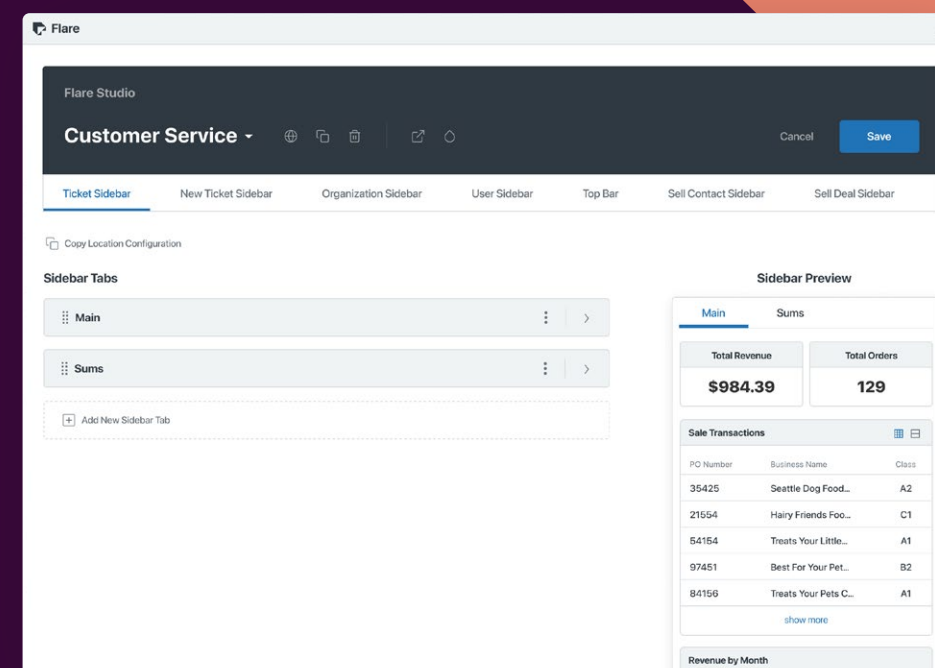 Flare
Flare Studio
Customer Service
Cancel
Save
Ticket Sidebar
New Ticket Sidebar
Organization Sidebar
User Sidebar
Top Bar
Sell Contact Sidebar
Sell Deal Sidebar
Copy Location Configuration
Sidebar Tabs
Main
Sums
Add New Sidebar Tab
Sidebar Preview
Main Sums
Total Revenue Total Orders
$984.39 129
Sale Transactions
PO Number Business Name Class
35425 Seattle Dog Food... A2
21554 Hairy Friends Foo... C1
54154 Treats Your Little... A1
97451 Best For Your Pet... B2
84156 Treats Your Pets C... A1
show more
Revenue by Month